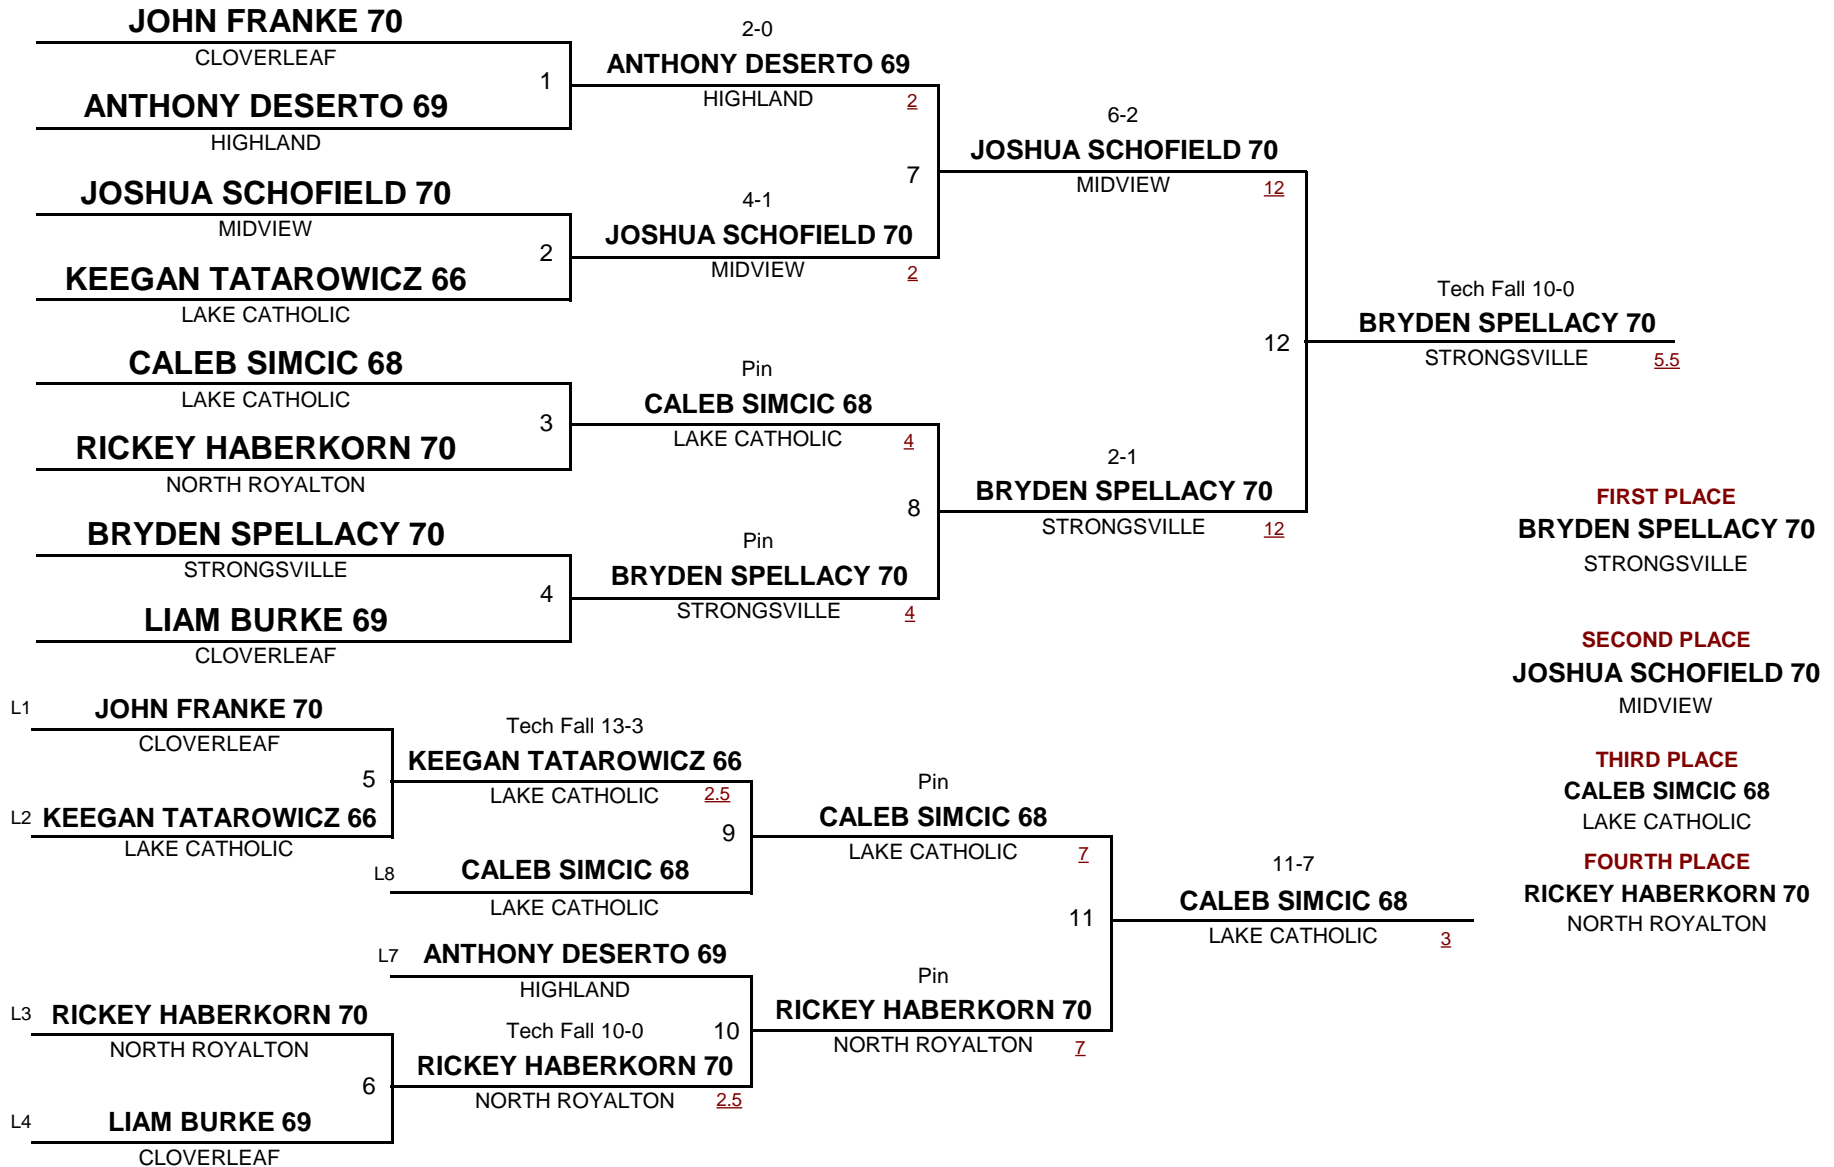 JOHN FRANKE 70
CLOVERLEAF
1
ANTHONY DESERTO 69
HIGHLAND
JOSHUA SCHOFIELD 70
MIDVIEW
2
KEEGAN TATAROWICZ 66
LAKE CATHOLIC
CALEB SIMCIC 68
LAKE CATHOLIC
3
RICKEY HABERKORN 70
NORTH ROYALTON
BRYDEN SPELLACY 70
STRONGSVILLE
4
LIAM BURKE 69
CLOVERLEAF
2-0
ANTHONY DESERTO 69
HIGHLAND 2
7
4-1
JOSHUA SCHOFIELD 70
MIDVIEW 2
Pin
CALEB SIMCIC 68
LAKE CATHOLIC 4
8
Pin
BRYDEN SPELLACY 70
STRONGSVILLE 4
6-2
JOSHUA SCHOFIELD 70
MIDVIEW 12
12
2-1
BRYDEN SPELLACY 70
STRONGSVILLE 12
Tech Fall 10-0
BRYDEN SPELLACY 70
STRONGSVILLE 5.5
FIRST PLACE
BRYDEN SPELLACY 70
STRONGSVILLE
SECOND PLACE
JOSHUA SCHOFIELD 70
MIDVIEW
THIRD PLACE
CALEB SIMCIC 68
LAKE CATHOLIC
FOURTH PLACE
RICKEY HABERKORN 70
NORTH ROYALTON
L1 JOHN FRANKE 70
CLOVERLEAF
5
L2 KEEGAN TATAROWICZ 66
LAKE CATHOLIC
Tech Fall 13-3
KEEGAN TATAROWICZ 66
LAKE CATHOLIC 2.5
9
L8 CALEB SIMCIC 68
LAKE CATHOLIC
L7 ANTHONY DESERTO 69
HIGHLAND
L3 RICKEY HABERKORN 70
NORTH ROYALTON
6
L4 LIAM BURKE 69
CLOVERLEAF
Tech Fall 10-0 10
RICKEY HABERKORN 70
NORTH ROYALTON 2.5
Pin
CALEB SIMCIC 68
LAKE CATHOLIC 7
11
Pin
RICKEY HABERKORN 70
NORTH ROYALTON 7
11-7
CALEB SIMCIC 68
LAKE CATHOLIC 3